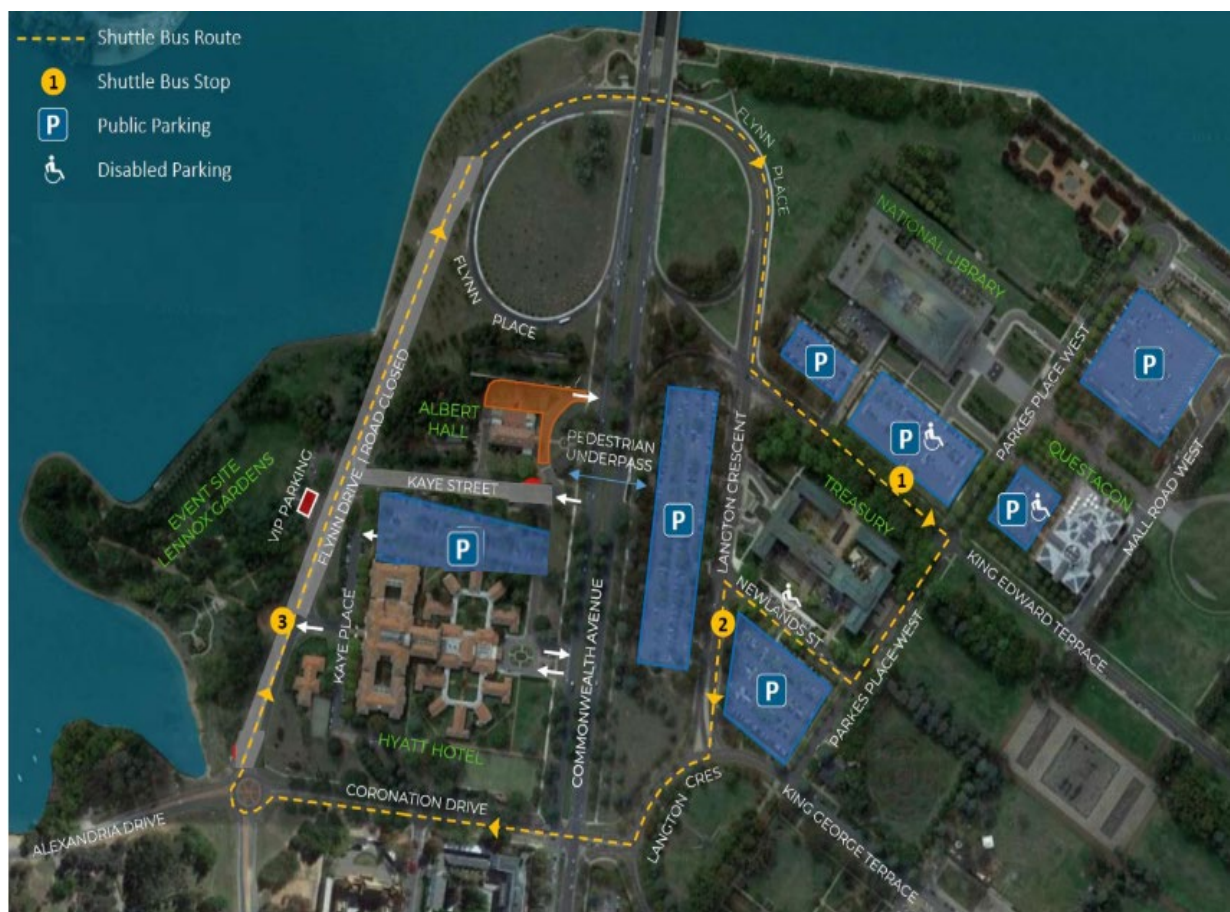 Shuttle Bus Route
1
Shuttle Bus Stop
P
Public Parking
Disabled Parking
FLYNN
PLACE
FLYNN
PLACE
NATIONAL LIBRARY
P
P
PARKES PLACE WEST
P
QUESTACON
MALL ROAD WEST
P
FLYNN DRIVE | ROAD CLOSED
ALBERT
HALL
PEDESTRIAN
UNDERPASS
KAYE STREET
P
P
LANGTON CRESCENT
1
TREASURY
KING EDWARD TERRACE
EVENT SITE
LENNOX GARDENS
VIP PARKING
3
KAYE PLACE
COMMONWEALTH AVENUE
NEWLANDS ST
2
P
PARKES PLACE WEST
HYATT HOTEL
CORONATION DRIVE
ALEXANDRIA DRIVE
LANGTON CRES
KING GEORGE TERRACE